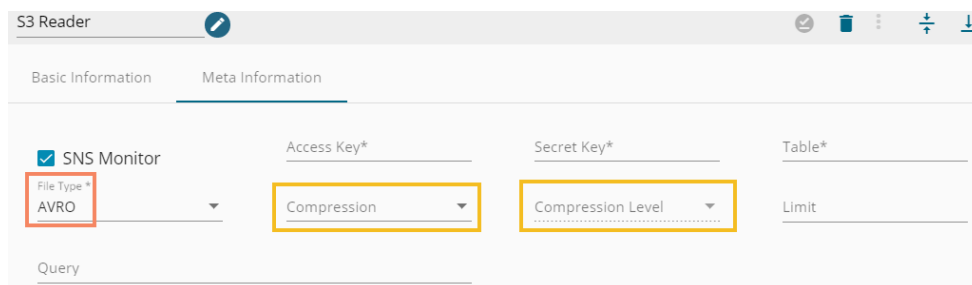 S3 Reader
Basic Information Meta Information
SNS Monitor Access Key* Secret Key* Table*
File Type *
AVRO Compression Compression Level Limit
Query